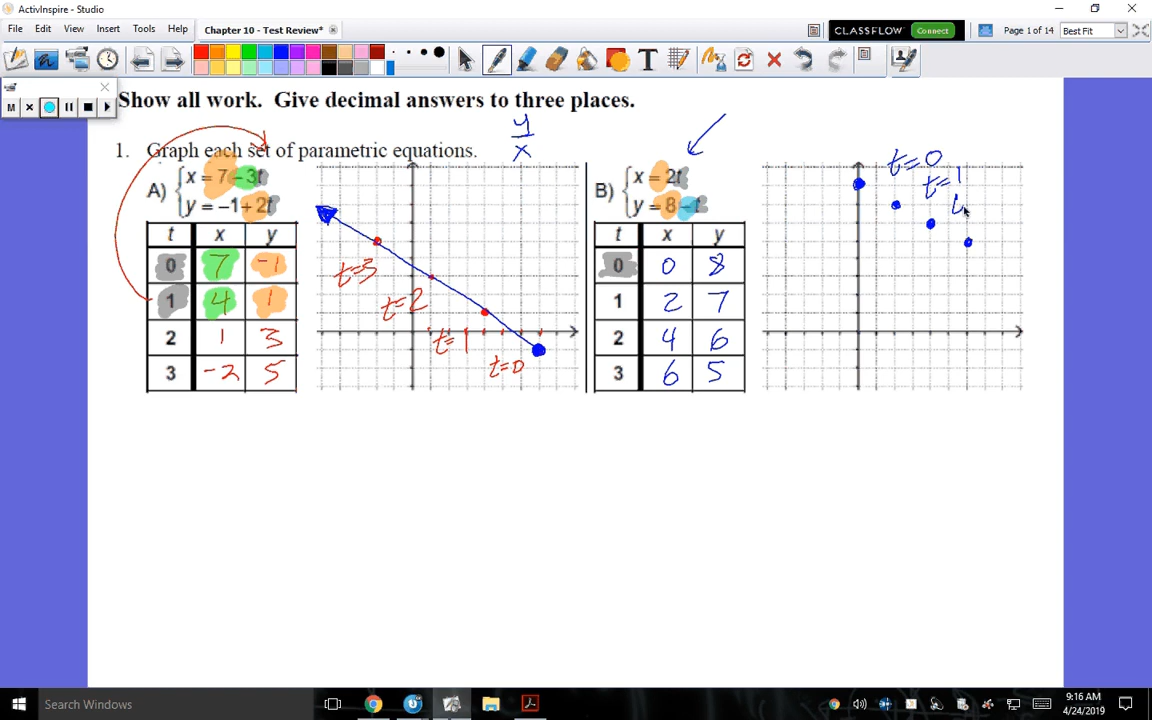 ActivInspire - Studio
File Edit View Insert Tools Help
Chapter 10 - Test Review*
CLASSFLOW Connect
Page 1 of 14 Best Fit
M
Show all work. Give decimal answers to three places.
1. Graph each set of parametric equations.
y
x
A) x = 7 − 3t
y = −1 + 2t
t x y
0 7 -1
1 4 1
2 1 3
3 -2 5
t=3
t=2
t=1
t=0
B) x = 2t
y = 8 − t
t x y
0 0 8
1 2 7
2 4 6
3 6 5
t=0
t=1
Search Windows
9:16 AM
4/24/2019